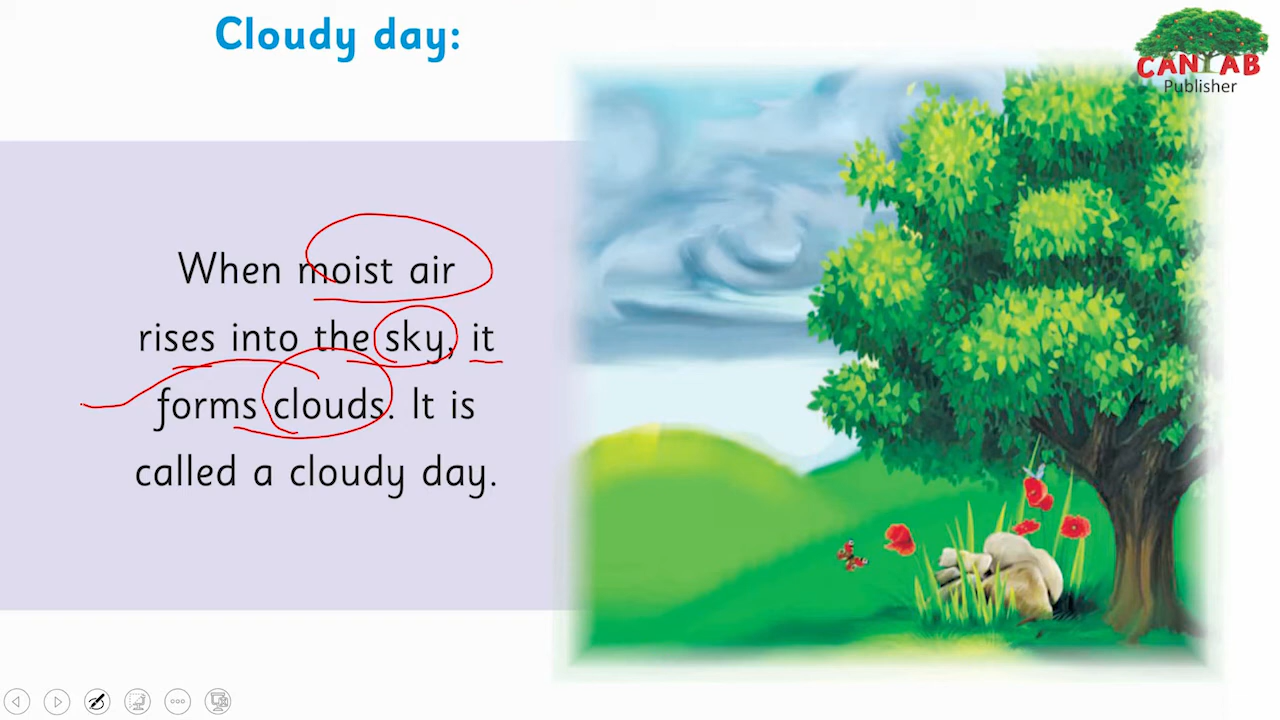 Cloudy day:
CANTAB
Publisher
When moist air
rises into the sky, it
forms clouds. It is
called a cloudy day.